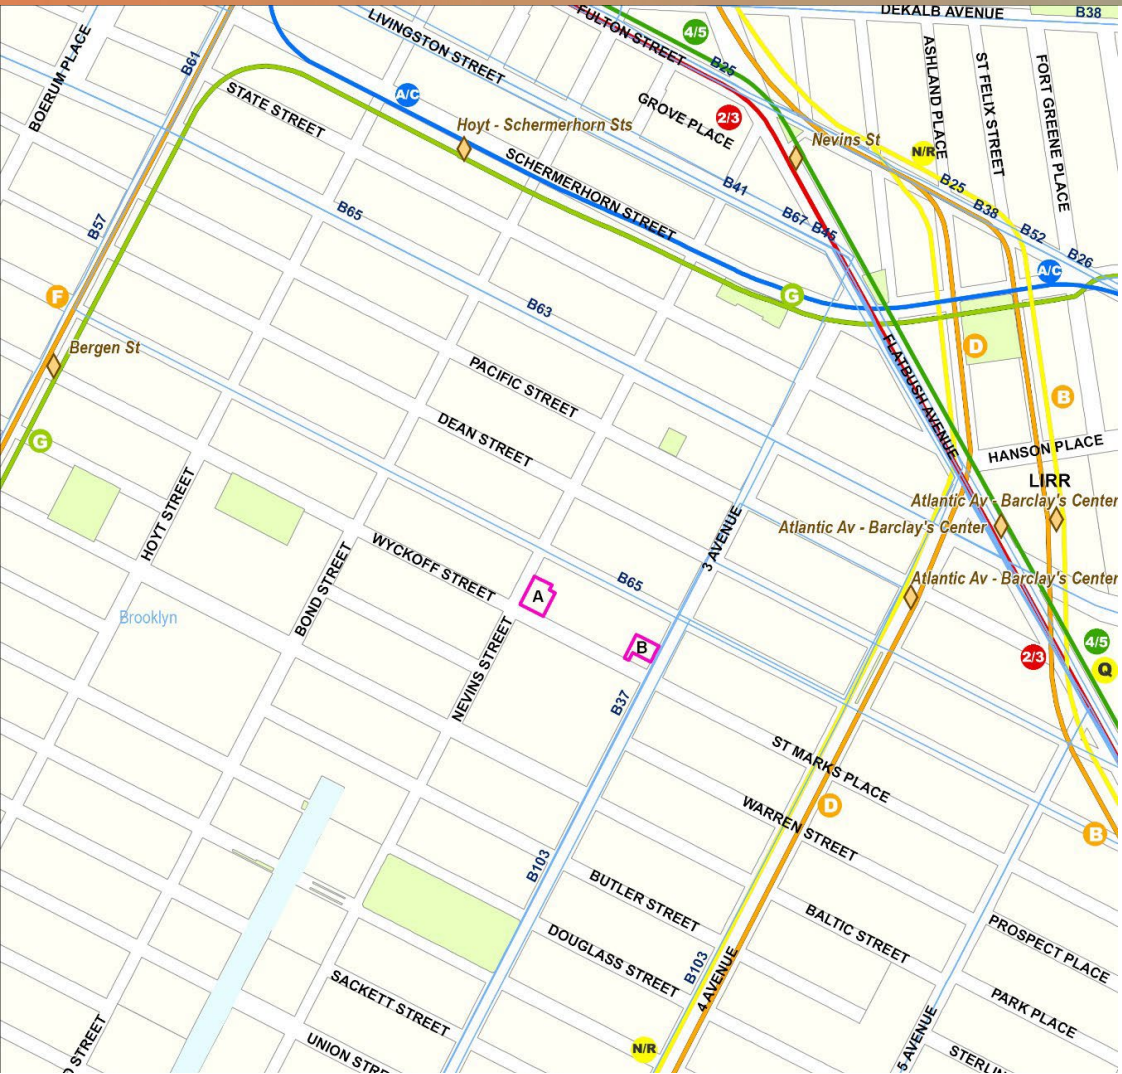 DEKALB AVENUE
B38
LIVINGSTON STREET
FULTON STREET
4/5
BOERUM PLACE
B61
B25
ASHLAND PLACE
ST FELIX STREET
FORT GREENE PLACE
A/C
STATE STREET
GROVE PLACE
2/3
Hoyt - Schermerhorn Sts
Nevins St
N/R
SCHERMERHORN STREET
B41
B25
B65
B67
B45
B38
B57
B52
B26
A/C
F
G
B63
Bergen St
D
FLATBUSH AVENUE
PACIFIC STREET
B
DEAN STREET
G
HANSON PLACE
LIRR
HOYT STREET
Atlantic Av - Barclay's Center
Atlantic Av - Barclay's Center
3 AVENUE
WYCKOFF STREET
B65
Atlantic Av - Barclay's Center
BOND STREET
A
Brooklyn
NEVINS STREET
B
4/5
2/3
Q
B37
ST MARKS PLACE
D
WARREN STREET
B
B103
BUTLER STREET
BALTIC STREET
PROSPECT PLACE
DOUGLASS STREET
B103
4 AVENUE
SACKETT STREET
PARK PLACE
5 AVENUE
N/R
UNION STRE
STERLIN
STREET